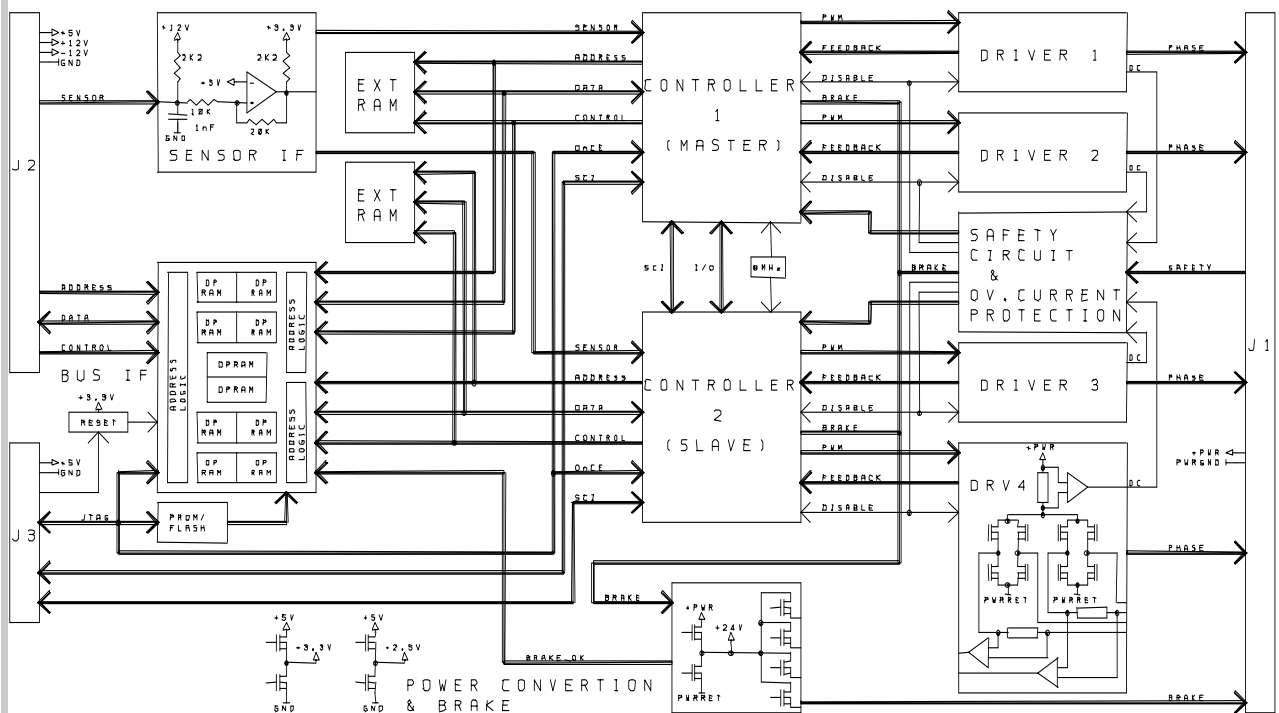 J2
+5V
+12V
-12V
GND
SENSOR
+12V
+3.3V
2K2
2K2
+3V
10K
1nF
20K
GND
SENSOR IF
EXT
RAM
EXT
RAM
SENSOR
ADDRESS
DATA
CONTROL
OnCE
SCI
CONTROLLER
1
(MASTER)
PWM
FEEDBACK
DISABLE
BRAKE
PWM
FEEDBACK
DISABLE
DRIVER 1
OC
PHASE
DRIVER 2
OC
PHASE
SAFETY
CIRCUIT
&
OV.CURRENT
PROTECTION
BRAKE
SAFETY
J1
SCI
I/O
8MHz
ADDRESS
DATA
CONTROL
BUS IF
ADDRESS
LOGIC
DP
RAM
DP
RAM
DP
RAM
DP
RAM
DPRAM
DPRAM
DP
RAM
DP
RAM
DP
RAM
DP
RAM
ADDRESS
LOGIC
ADDRESS
LOGIC
+3.3V
RESET
SENSOR
ADDRESS
DATA
CONTROL
OnCE
SCI
CONTROLLER
2
(SLAVE)
PWM
FEEDBACK
DISABLE
BRAKE
PWM
FEEDBACK
DISABLE
DRIVER 3
OC
PHASE
+PWR
PWRGND
DRV4
+PWR
OC
PWRRET
PWRRET
PHASE
J3
+5V
GND
JTAG
PROM/
FLASH
BRAKE
+PWR
+24V
PWRRET
BRAKE_OK
BRAKE
+5V
+3.3V
GND
+5V
+2.5V
GND
POWER CONVERTION
& BRAKE